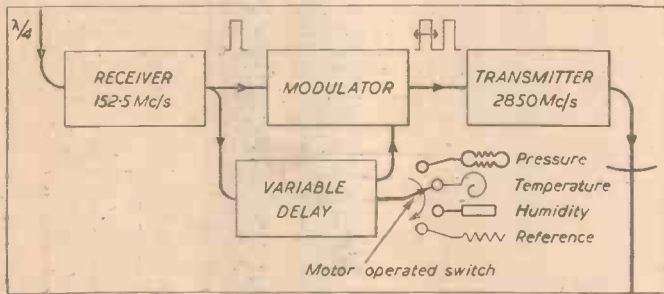 λ/4
RECEIVER
152·5 Mc/s
MODULATOR
TRANSMITTER
2850 Mc/s
VARIABLE
DELAY
Pressure
Temperature
Humidity
Reference
Motor operated switch